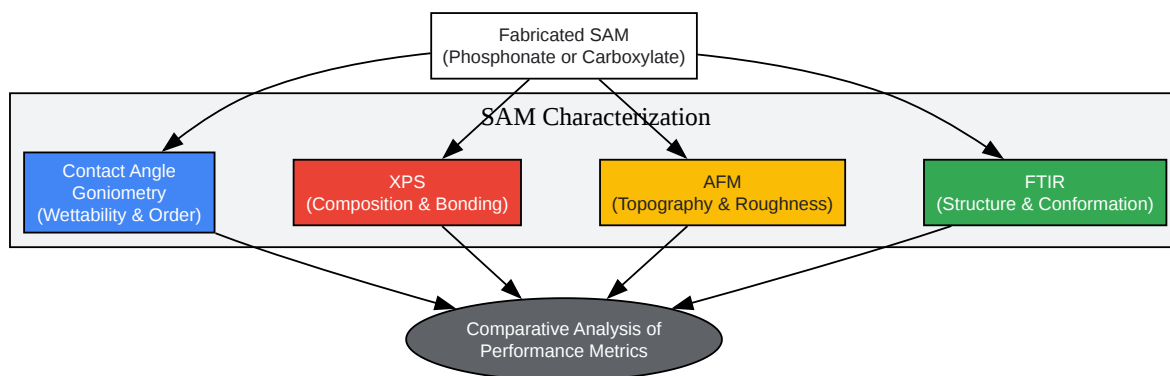 Fabricated SAM
(Phosphonate or Carboxylate)
SAM Characterization
Contact Angle
Goniometry
(Wettability & Order)
XPS
(Composition & Bonding)
AFM
(Topography & Roughness)
FTIR
(Structure & Conformation)
Comparative Analysis of
Performance Metrics